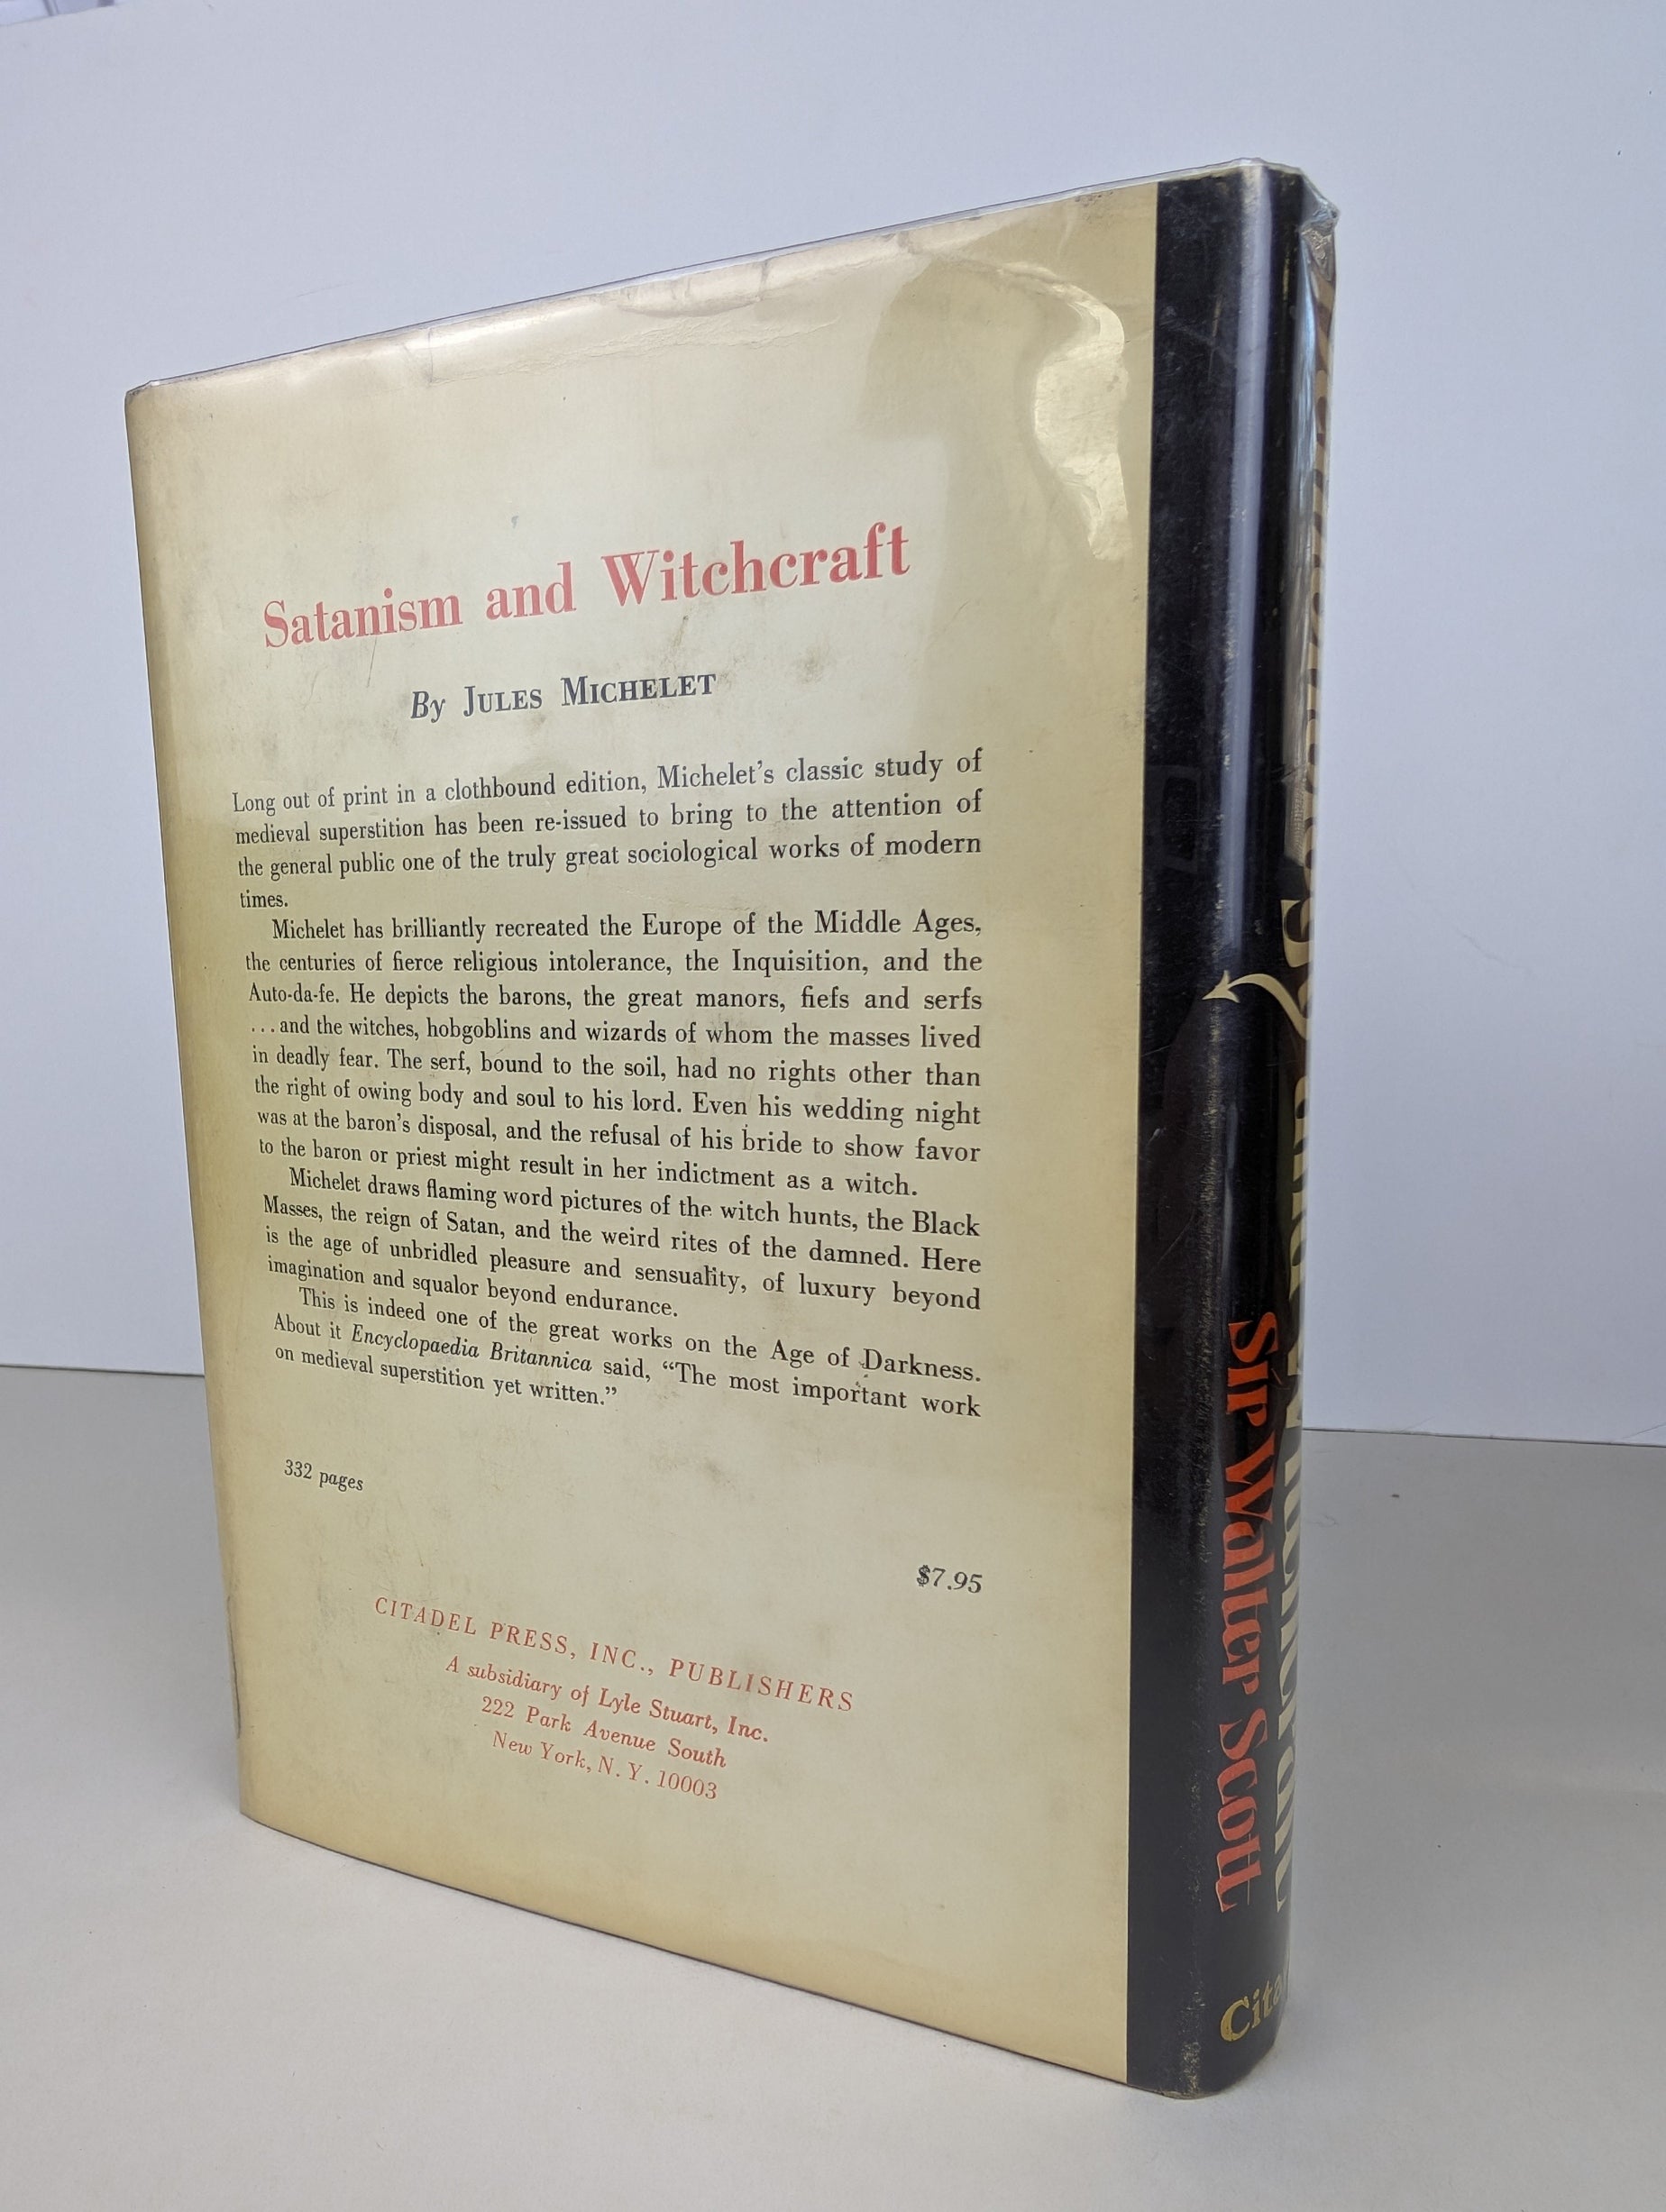 Satanism and Witchcraft
By JULES MICHELET
Long out of print in a clothbound edition, Michelet's classic study of
medieval superstition has been re-issued to bring to the attention of
the general public one of the truly great sociological works of modern
times.
Michelet has brilliantly recreated the Europe of the Middle Ages,
the centuries of fierce religious intolerance, the Inquisition, and the
Auto-da-fe. He depicts the barons, the great manors, fiefs and serfs
...and the witches, hobgoblins and wizards of whom the masses lived
in deadly fear. The serf, bound to the soil, had no rights other than
the right of owing body and soul to his lord. Even his wedding night
was at the baron's disposal, and the refusal of his bride to show favor
to the baron or priest might result in her indictment as a witch.
Michelet draws flaming word pictures of the witch hunts, the Black
Masses, the reign of Satan, and the weird rites of the damned. Here
is the age of unbridled pleasure and sensuality, of luxury beyond
imagination and squalor beyond endurance.
This is indeed one of the great works on the Age of Darkness.
About it Encyclopaedia Britannica said, "The most important work
on medieval superstition yet written."
332 pages
$7.95
CITADEL PRESS, INC., PUBLISHERS
A subsidiary of Lyle Stuart, Inc.
222 Park Avenue South
New York, N. Y. 10003
Sir Walter Scott